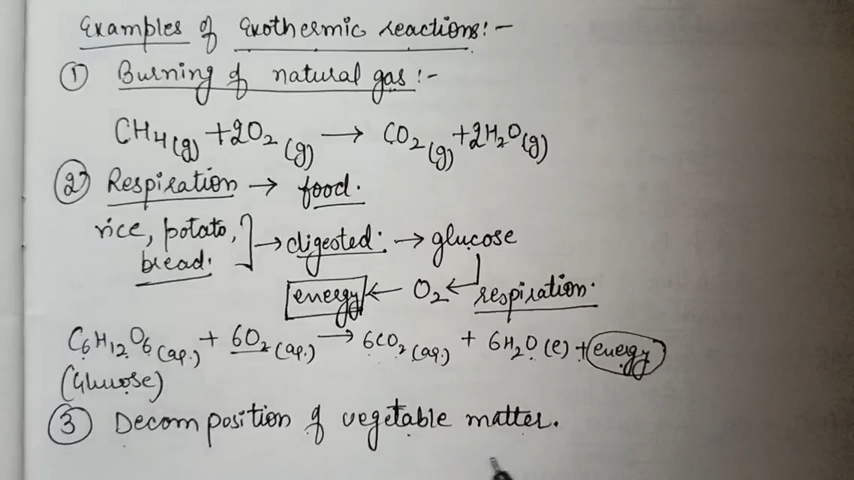 Examples of Exothermic reactions:-
① Burning of natural gas:-
CH4(g) + 2O2(g) → CO2(g) + 2H2O(g)
② Respiration → food.
rice, potato, bread. ] → digested: → glucose
energy ← O2 ← respiration.
C6H12O6(aq.) + 6O2(aq.) → 6CO2(aq.) + 6H2O(l) + energy
(Glucose)
③ Decomposition of vegetable matter.